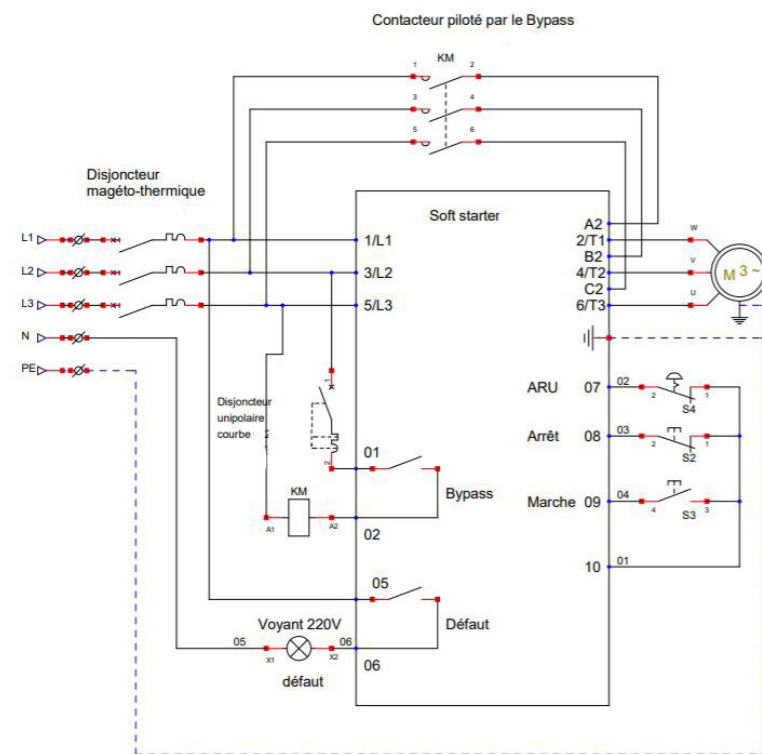 Contacteur piloté par le Bypass
KM
1 2
3 4
5 6
Disjoncteur
magéto-thermique
Soft starter
L1
L2
L3
N
PE
1/L1
3/L2
5/L3
A2
2/T1
B2
4/T2
C2
6/T3
W
V
U
M 3 ~
Disjoncteur
unipolaire
courbe
1
2
01
Bypass
02
KM
A1 A2
ARU 07 02
2 1
S4
Arrêt 08 03
2 1
S2
Marche 09 04
4 3
S3
10 01
05
Défaut
06
Voyant 220V
05 06
X1 X2
défaut